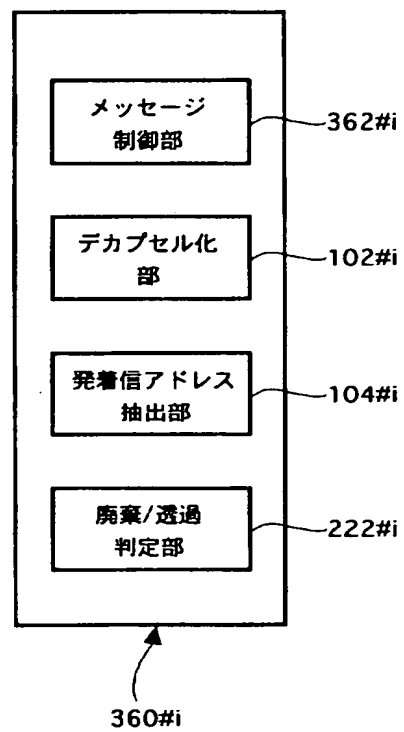 メッセージ
制御部
362#i
デカプセル化
部
102#i
発着信アドレス
抽出部
104#i
廃棄/透過
判定部
222#i
360#i